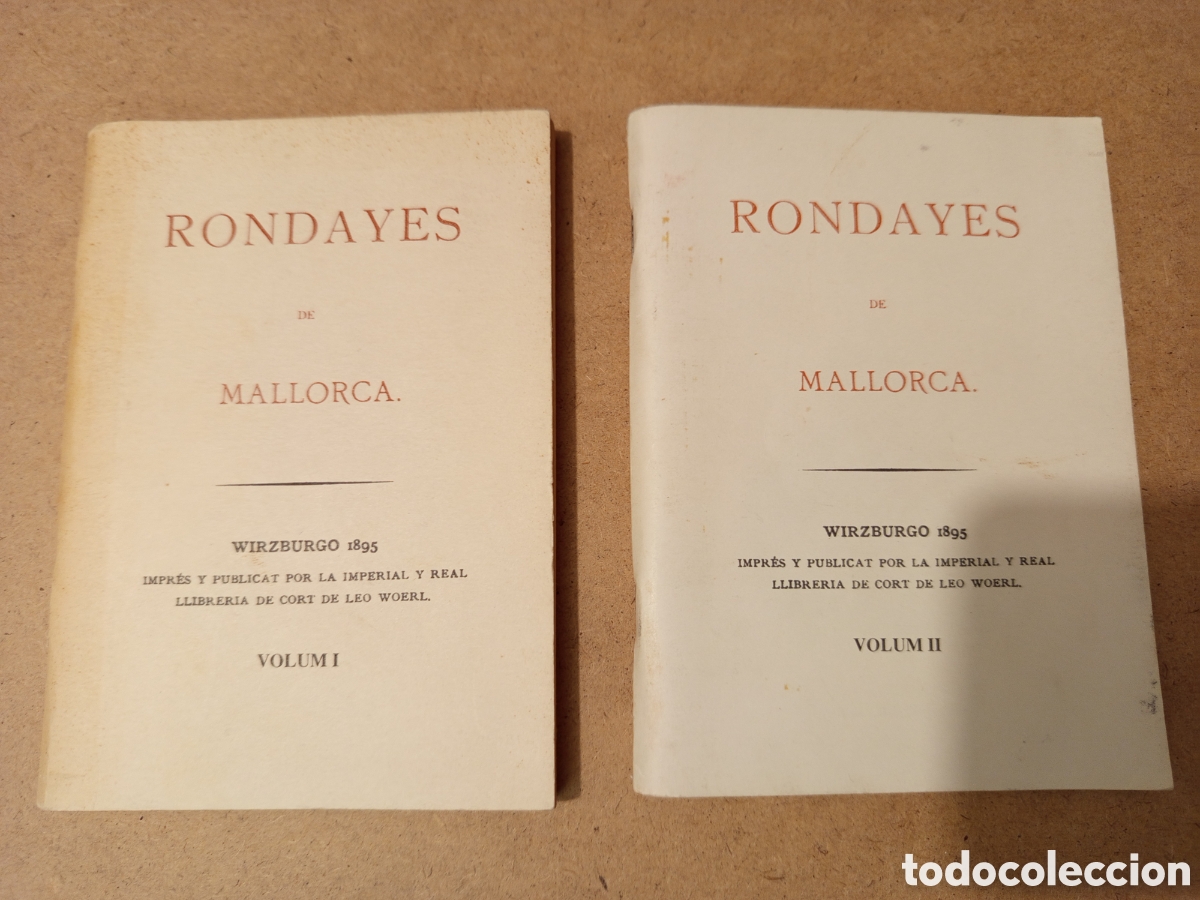 RONDAYES
DE
MALLORCA.
WIRZBURGO 1895
IMPRÉS Y PUBLICAT POR LA IMPERIAL Y REAL
LLIBRERIA DE CORT DE LEO WOERL.
VOLUM I
RONDAYES
DE
MALLORCA.
WIRZBURGO 1895
IMPRÉS Y PUBLICAT POR LA IMPERIAL Y REAL
LLIBRERIA DE CORT DE LEO WOERL.
VOLUM II
todocoleccion